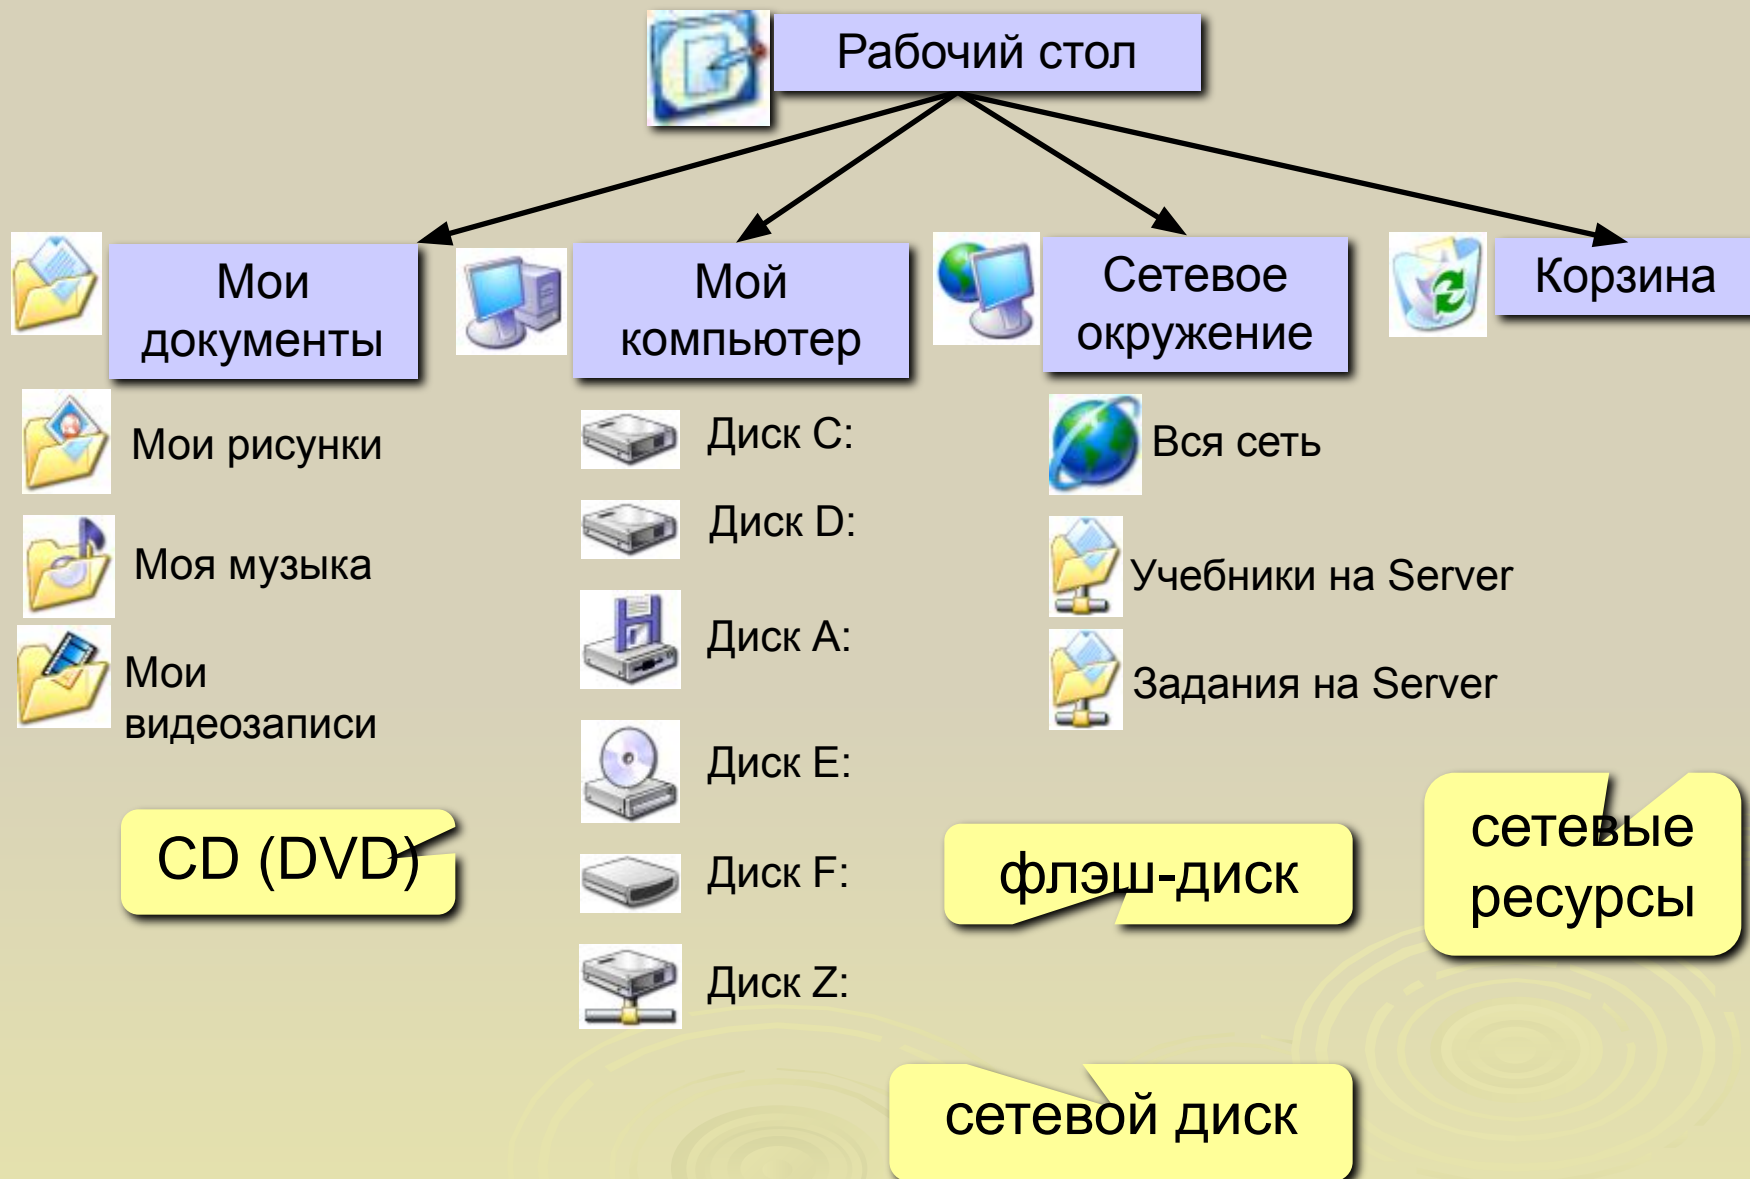 Рабочий стол
Мои
документы
Мой
компьютер
Сетевое
окружение
Корзина
Мои рисунки
Моя музыка
Мои
видеозаписи
Диск C:
Диск D:
Диск A:
Диск E:
Диск F:
Диск Z:
Вся сеть
Учебники на Server
Задания на Server
CD (DVD)
флэш-диск
сетевые
ресурсы
сетевой диск